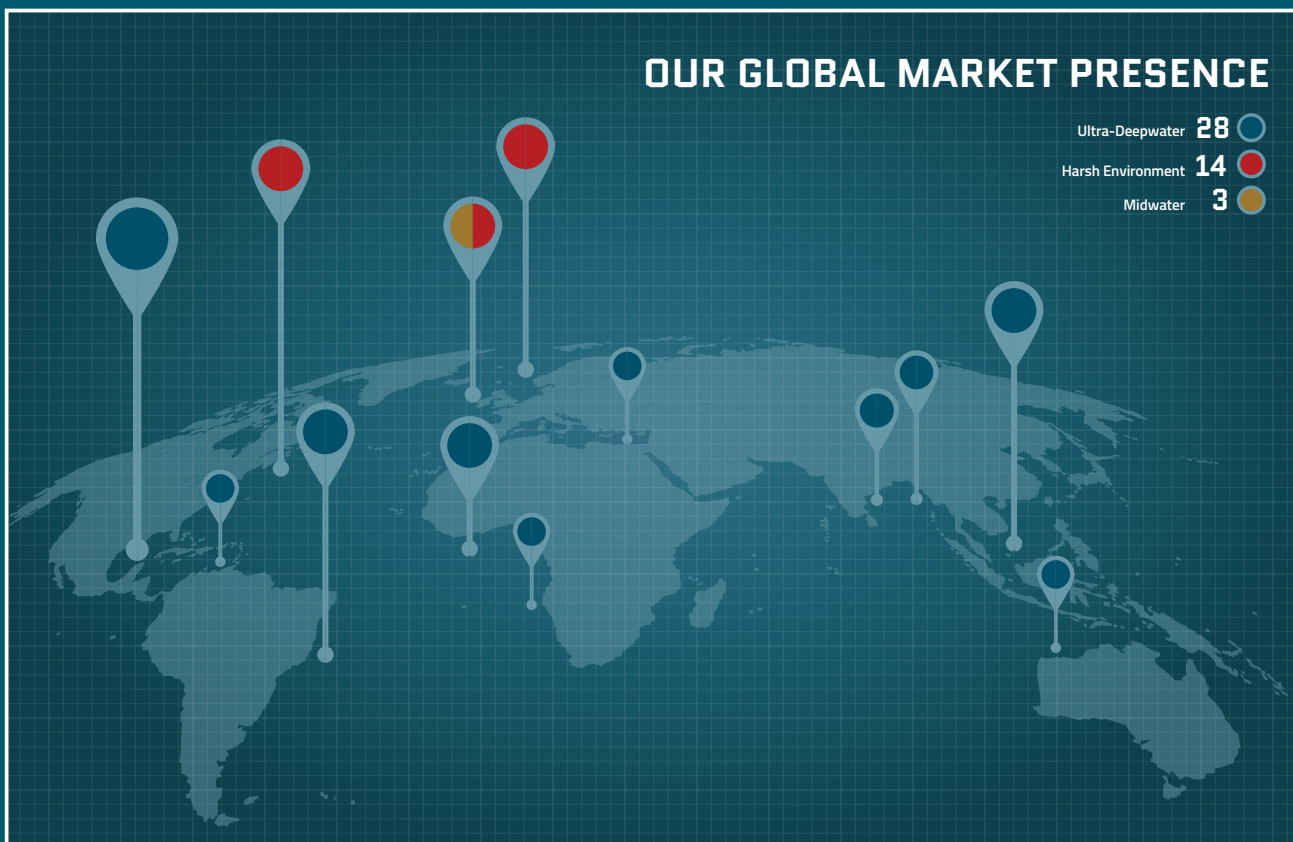 OUR GLOBAL MARKET PRESENCE
Ultra-Deepwater 28
Harsh Environment 14
Midwater 3